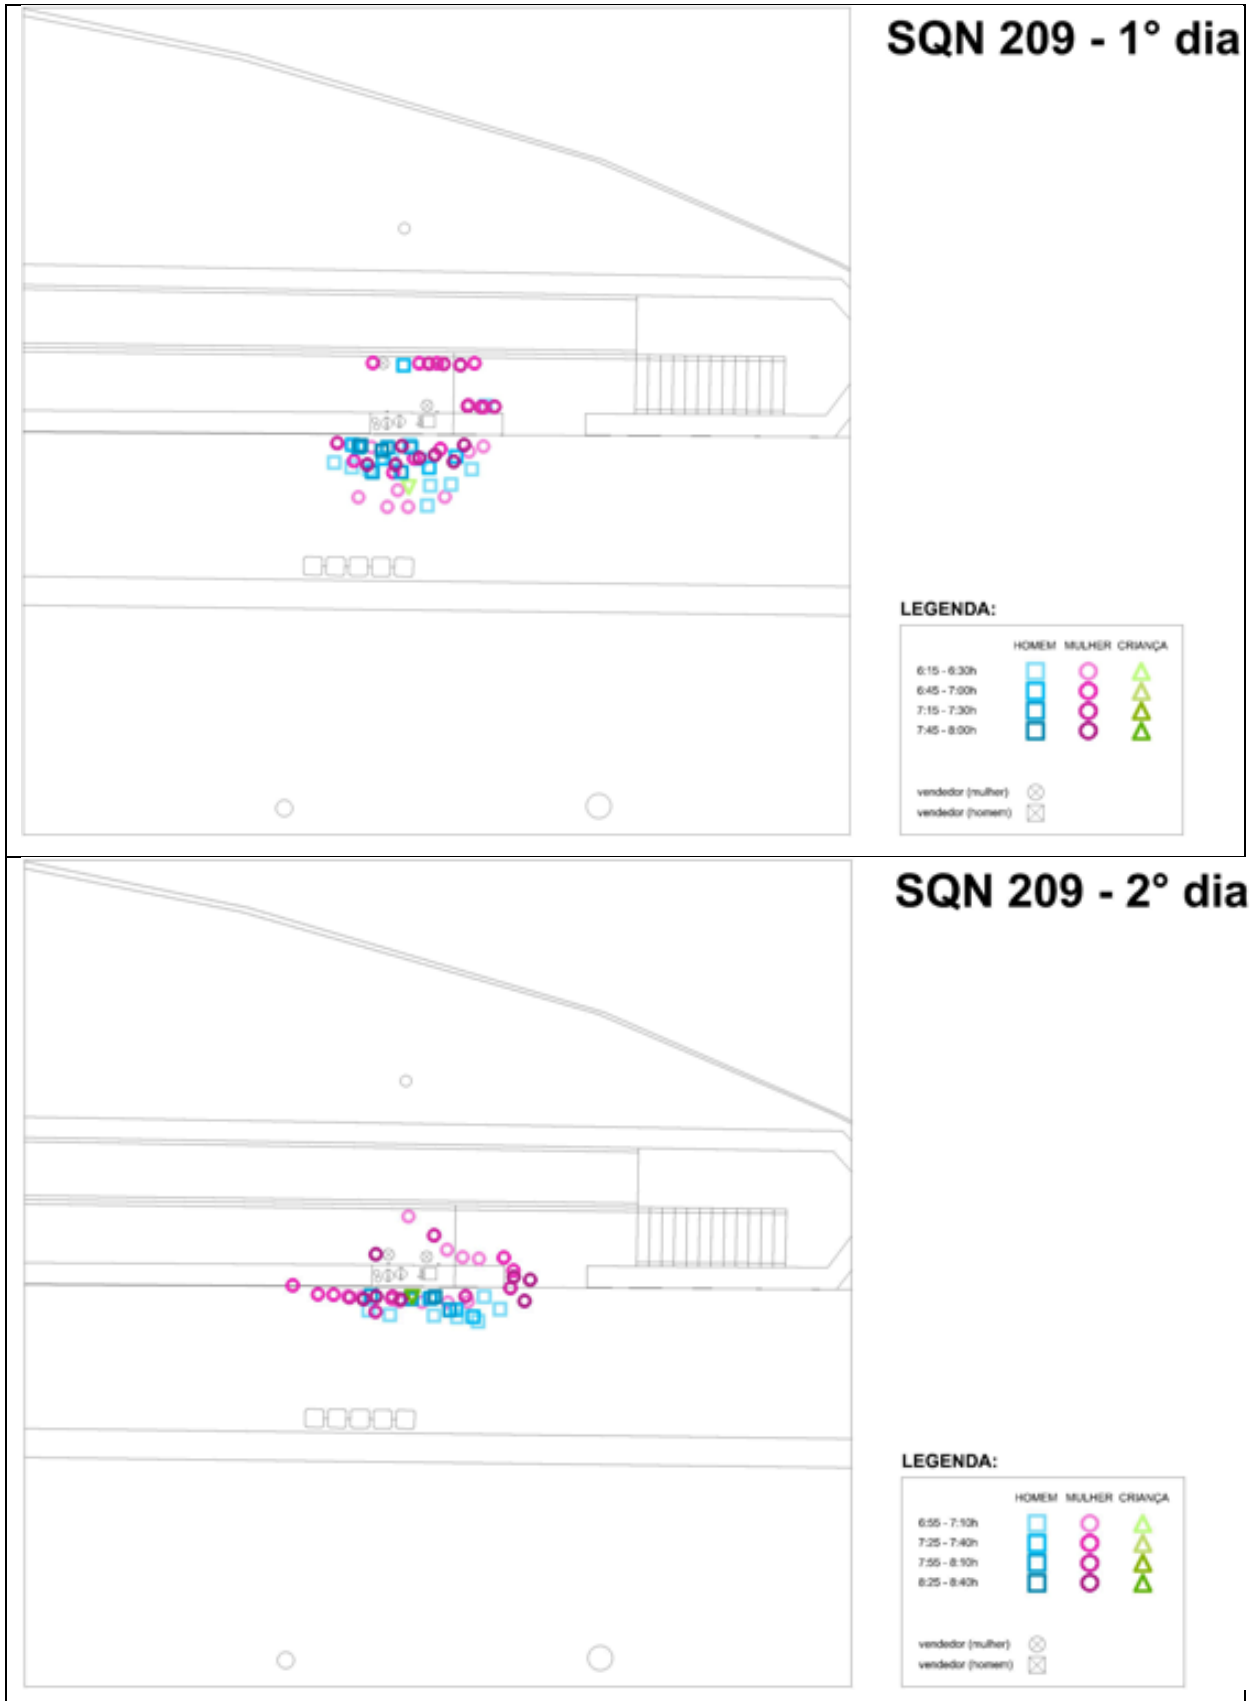 SQN 209 - 1° dia
LEGENDA:
HOMEM MULHER CRIANÇA
6:15 - 6:30h
6:45 - 7:00h
7:15 - 7:30h
7:45 - 8:00h
vendedor (mulher)
vendedor (homem)
SQN 209 - 2° dia
LEGENDA:
HOMEM MULHER CRIANÇA
6:55 - 7:10h
7:25 - 7:40h
7:55 - 8:10h
8:25 - 8:40h
vendedor (mulher)
vendedor (homem)